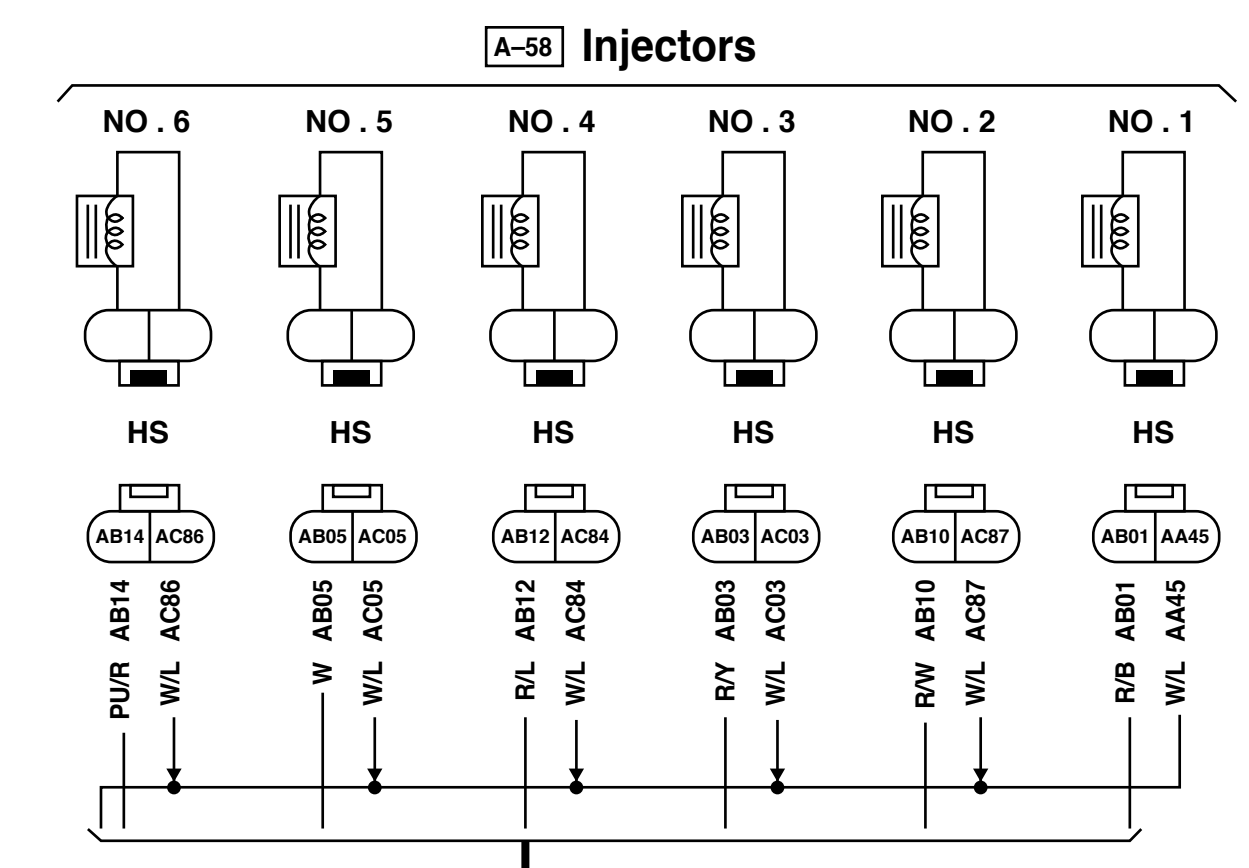 A–58 Injectors
NO . 6 NO . 5 NO . 4 NO . 3 NO . 2 NO . 1
HS HS HS HS HS HS
AB14 AC86 AB05 AC05 AB12 AC84 AB03 AC03 AB10 AC87 AB01 AA45
AB14 AC86 AB05 AC05 AB12 AC84 AB03 AC03 AB10 AC87 AB01 AA45
PU/R W/L W W/L R/L W/L R/Y W/L R/W W/L R/B W/L